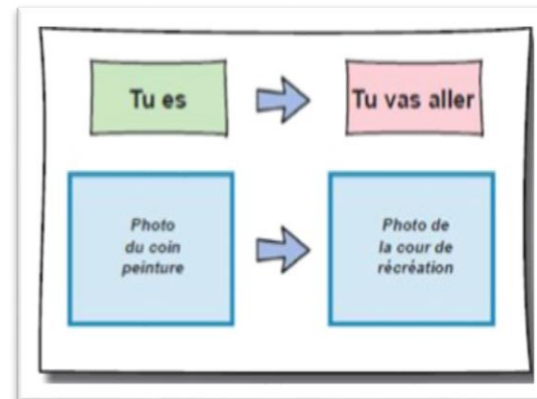 Tu es
Tu vas aller
Photo
du coin
peinture
Photo de
la cour de
récréation